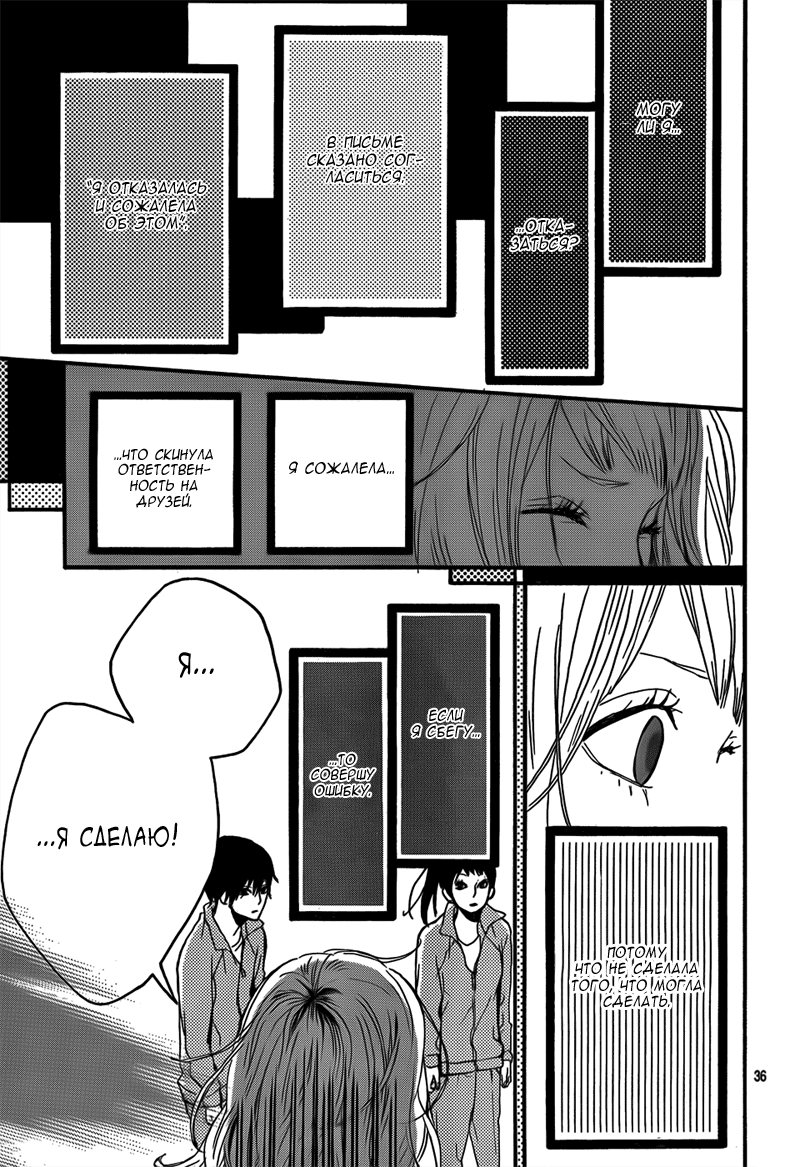 МОГУ
ЛИ Я...
...ОТКА-
ЗАТЬСЯ?
В ПИСЬМЕ
СКАЗАНО СОГ-
ЛАСИТЬСЯ.
"Я ОТКАЗАЛАСЬ
И СОЖАЛЕЛА
ОБ ЭТОМ".
Я СОЖАЛЕЛА...
...ЧТО СКИНУЛА
ОТВЕТСТВЕН-
НОСТЬ НА
ДРУЗЕЙ.
ПОТОМУ
ЧТО НЕ СДЕЛАЛА
ТОГО, ЧТО МОГЛА
СДЕЛАТЬ.
ЕСЛИ
Я СБЕГУ...
...ТО
СОВЕРШУ
ОШИБКУ.
Я...
...Я СДЕЛАЮ!
36